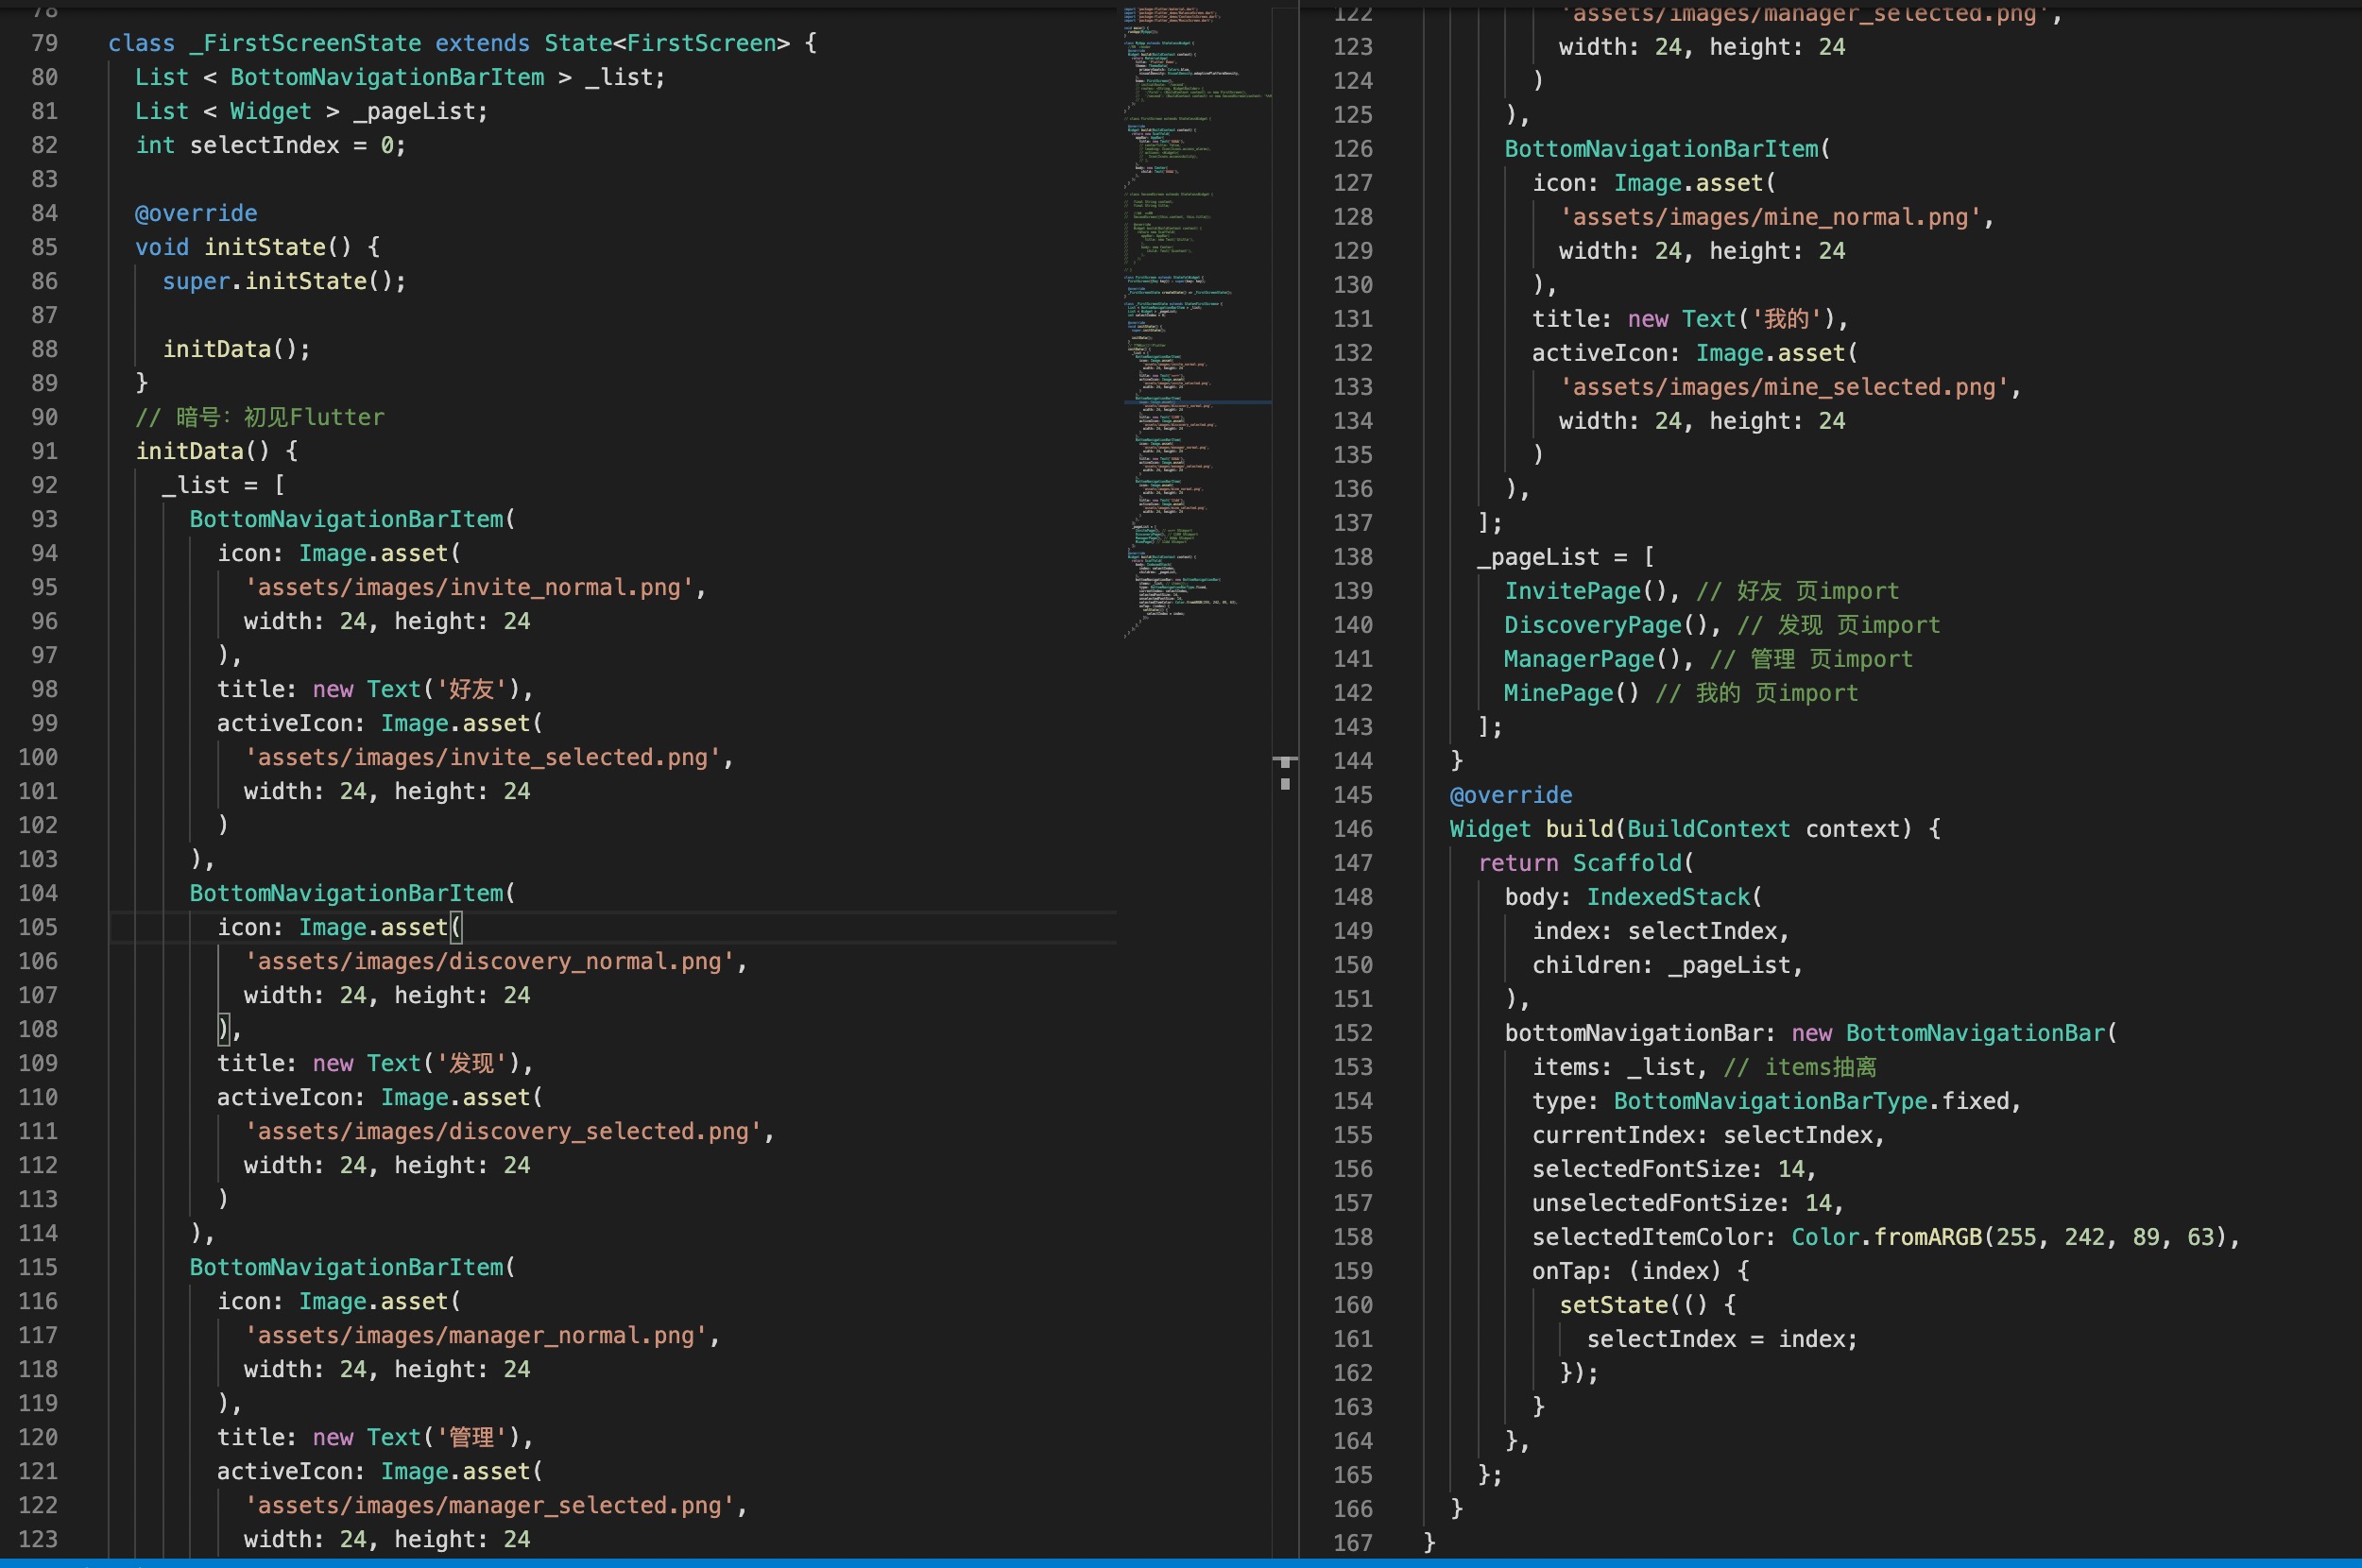 78
79 class _FirstScreenState extends State<FirstScreen> {
80 List < BottomNavigationBarItem > _list;
81 List < Widget > _pageList;
82 int selectIndex = 0;
83
84 @override
85 void initState() {
86 super.initState();
87
88 initData();
89 }
90 // 暗号：初见Flutter
91 initData() {
92 _list = [
93 BottomNavigationBarItem(
94 icon: Image.asset(
95 'assets/images/invite_normal.png',
96 width: 24, height: 24
97 ),
98 title: new Text('好友'),
99 activeIcon: Image.asset(
100 'assets/images/invite_selected.png',
101 width: 24, height: 24
102 )
103 ),
104 BottomNavigationBarItem(
105 icon: Image.asset(
106 'assets/images/discovery_normal.png',
107 width: 24, height: 24
108 ),
109 title: new Text('发现'),
110 activeIcon: Image.asset(
111 'assets/images/discovery_selected.png',
112 width: 24, height: 24
113 )
114 ),
115 BottomNavigationBarItem(
116 icon: Image.asset(
117 'assets/images/manager_normal.png',
118 width: 24, height: 24
119 ),
120 title: new Text('管理'),
121 activeIcon: Image.asset(
122 'assets/images/manager_selected.png',
123 width: 24, height: 24
122 'assets/images/manager_selected.png',
123 width: 24, height: 24
124 )
125 ),
126 BottomNavigationBarItem(
127 icon: Image.asset(
128 'assets/images/mine_normal.png',
129 width: 24, height: 24
130 ),
131 title: new Text('我的'),
132 activeIcon: Image.asset(
133 'assets/images/mine_selected.png',
134 width: 24, height: 24
135 )
136 ),
137 ];
138 _pageList = [
139 InvitePage(), // 好友 页import
140 DiscoveryPage(), // 发现 页import
141 ManagerPage(), // 管理 页import
142 MinePage() // 我的 页import
143 ];
144 }
145 @override
146 Widget build(BuildContext context) {
147 return Scaffold(
148 body: IndexedStack(
149 index: selectIndex,
150 children: _pageList,
151 ),
152 bottomNavigationBar: new BottomNavigationBar(
153 items: _list, // items抽离
154 type: BottomNavigationBarType.fixed,
155 currentIndex: selectIndex,
156 selectedFontSize: 14,
157 unselectedFontSize: 14,
158 selectedItemColor: Color.fromARGB(255, 242, 89, 63),
159 onTap: (index) {
160 setState(() {
161 selectIndex = index;
162 });
163 }
164 },
165 };
166 }
167 }